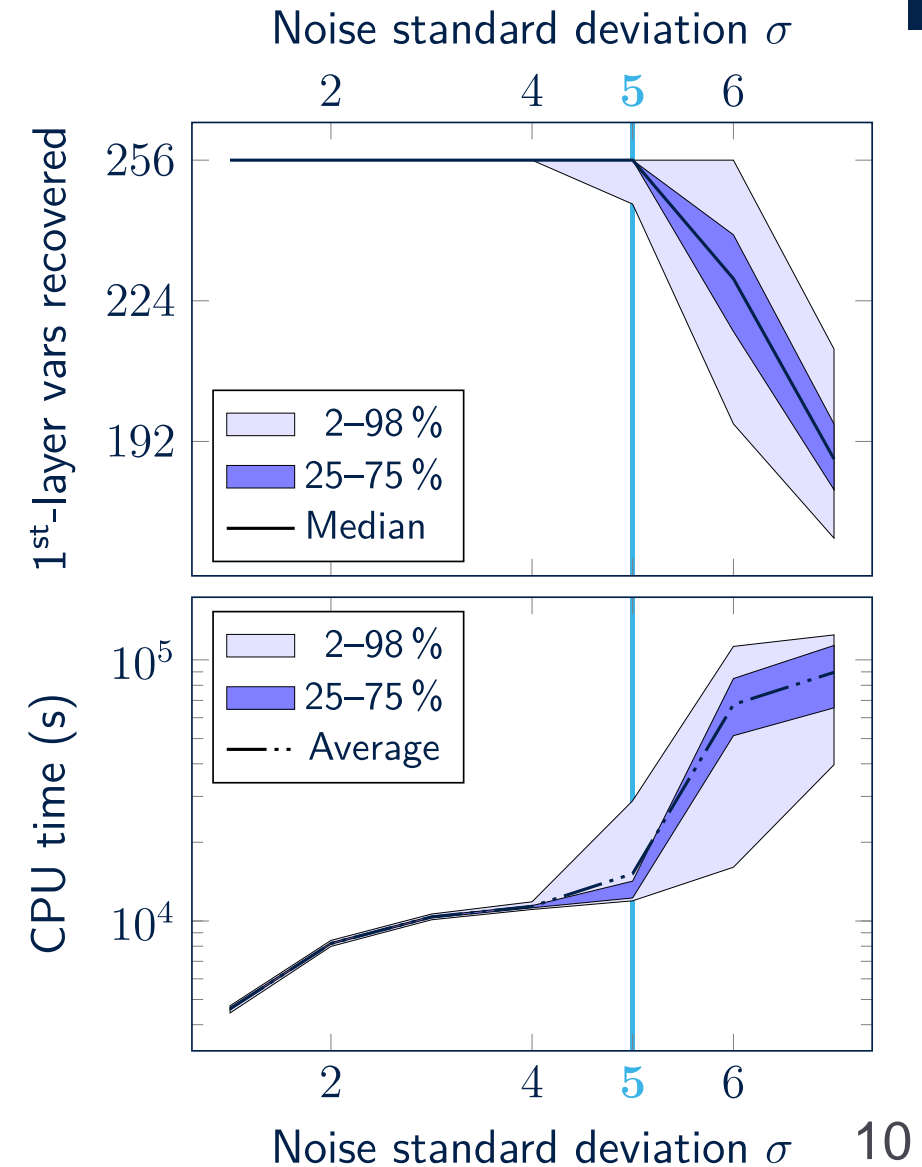 Noise standard deviation σ
2 4 5 6
1st-layer vars recovered
256
224
192
2–98 %
25–75 %
Median
CPU time (s)
10^5
10^4
2–98 %
25–75 %
Average
2 4 5 6
Noise standard deviation σ
10